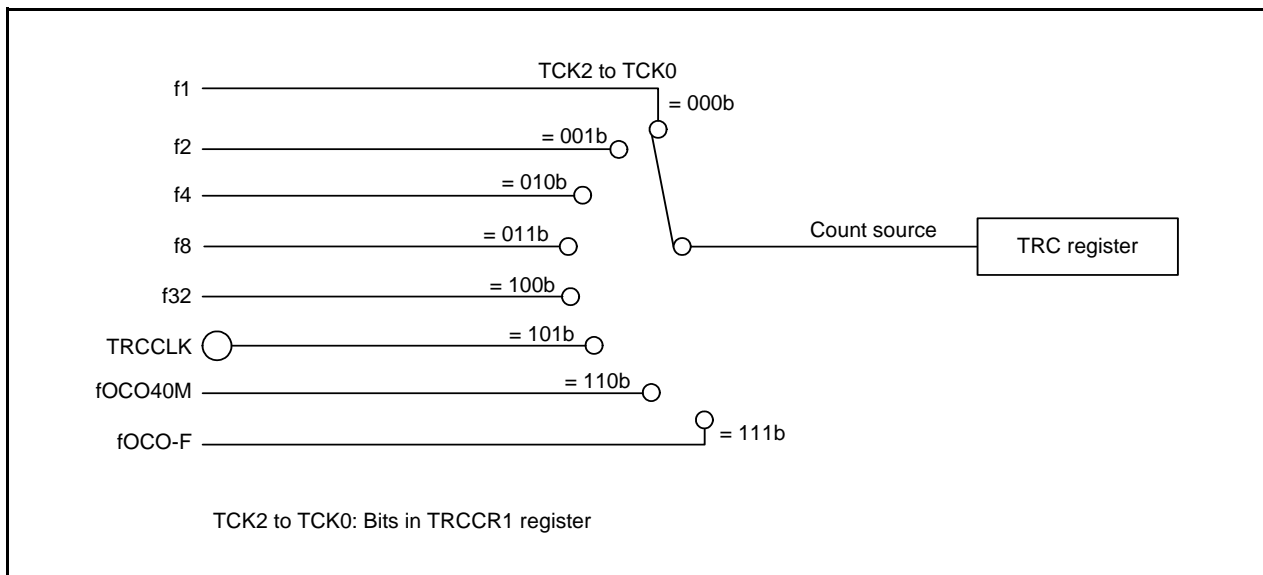 TCK2 to TCK0
f1
= 000b
f2
= 001b
f4
= 010b
f8
= 011b
Count source
TRC register
f32
= 100b
TRCCLK
= 101b
fOCO40M
= 110b
fOCO-F
= 111b
TCK2 to TCK0: Bits in TRCCR1 register